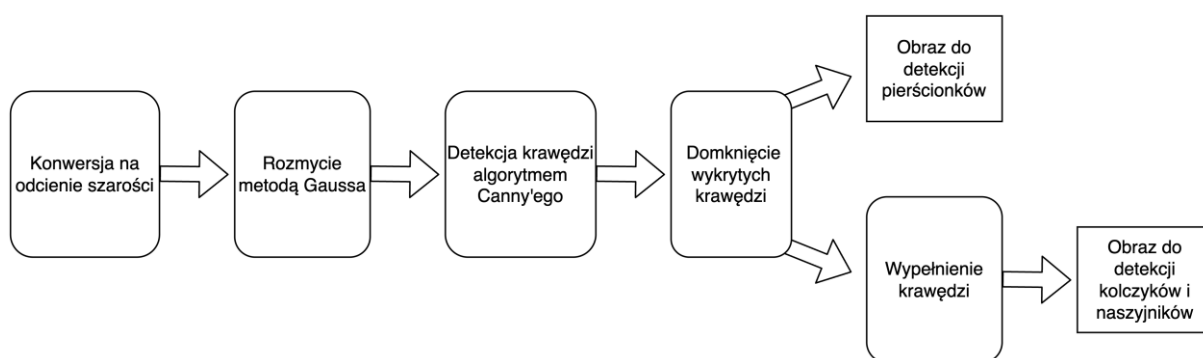 Konwersja na
odcienie szarości
Rozmycie
metodą Gaussa
Detekcja krawędzi
algorytmem
Canny'ego
Domknięcie
wykrytych
krawędzi
Obraz do
detekcji
pierścionków
Wypełnienie
krawędzi
Obraz do
detekcji
kolczyków i
naszyjników